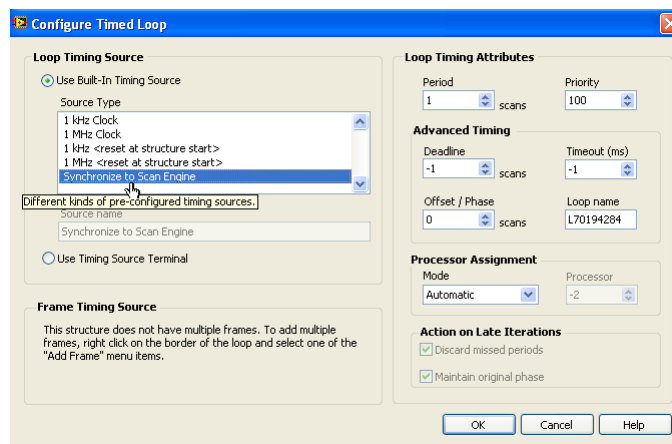 Configure Timed Loop
Loop Timing Source
Use Built-In Timing Source
Source Type
1 kHz Clock
1 MHz Clock
1 kHz <reset at structure start>
1 MHz <reset at structure start>
Synchronize to Scan Engine
Different kinds of pre-configured timing sources.
Source name
Synchronize to Scan Engine
Use Timing Source Terminal
Frame Timing Source
This structure does not have multiple frames. To add multiple
frames, right click on the border of the loop and select one of the
"Add Frame" menu items.
Loop Timing Attributes
Period Priority
1 scans 100
Advanced Timing
Deadline Timeout (ms)
-1 scans -1
Offset / Phase Loop name
0 scans L70194284
Processor Assignment
Mode Processor
Automatic -2
Action on Late Iterations
Discard missed periods
Maintain original phase
OK Cancel Help